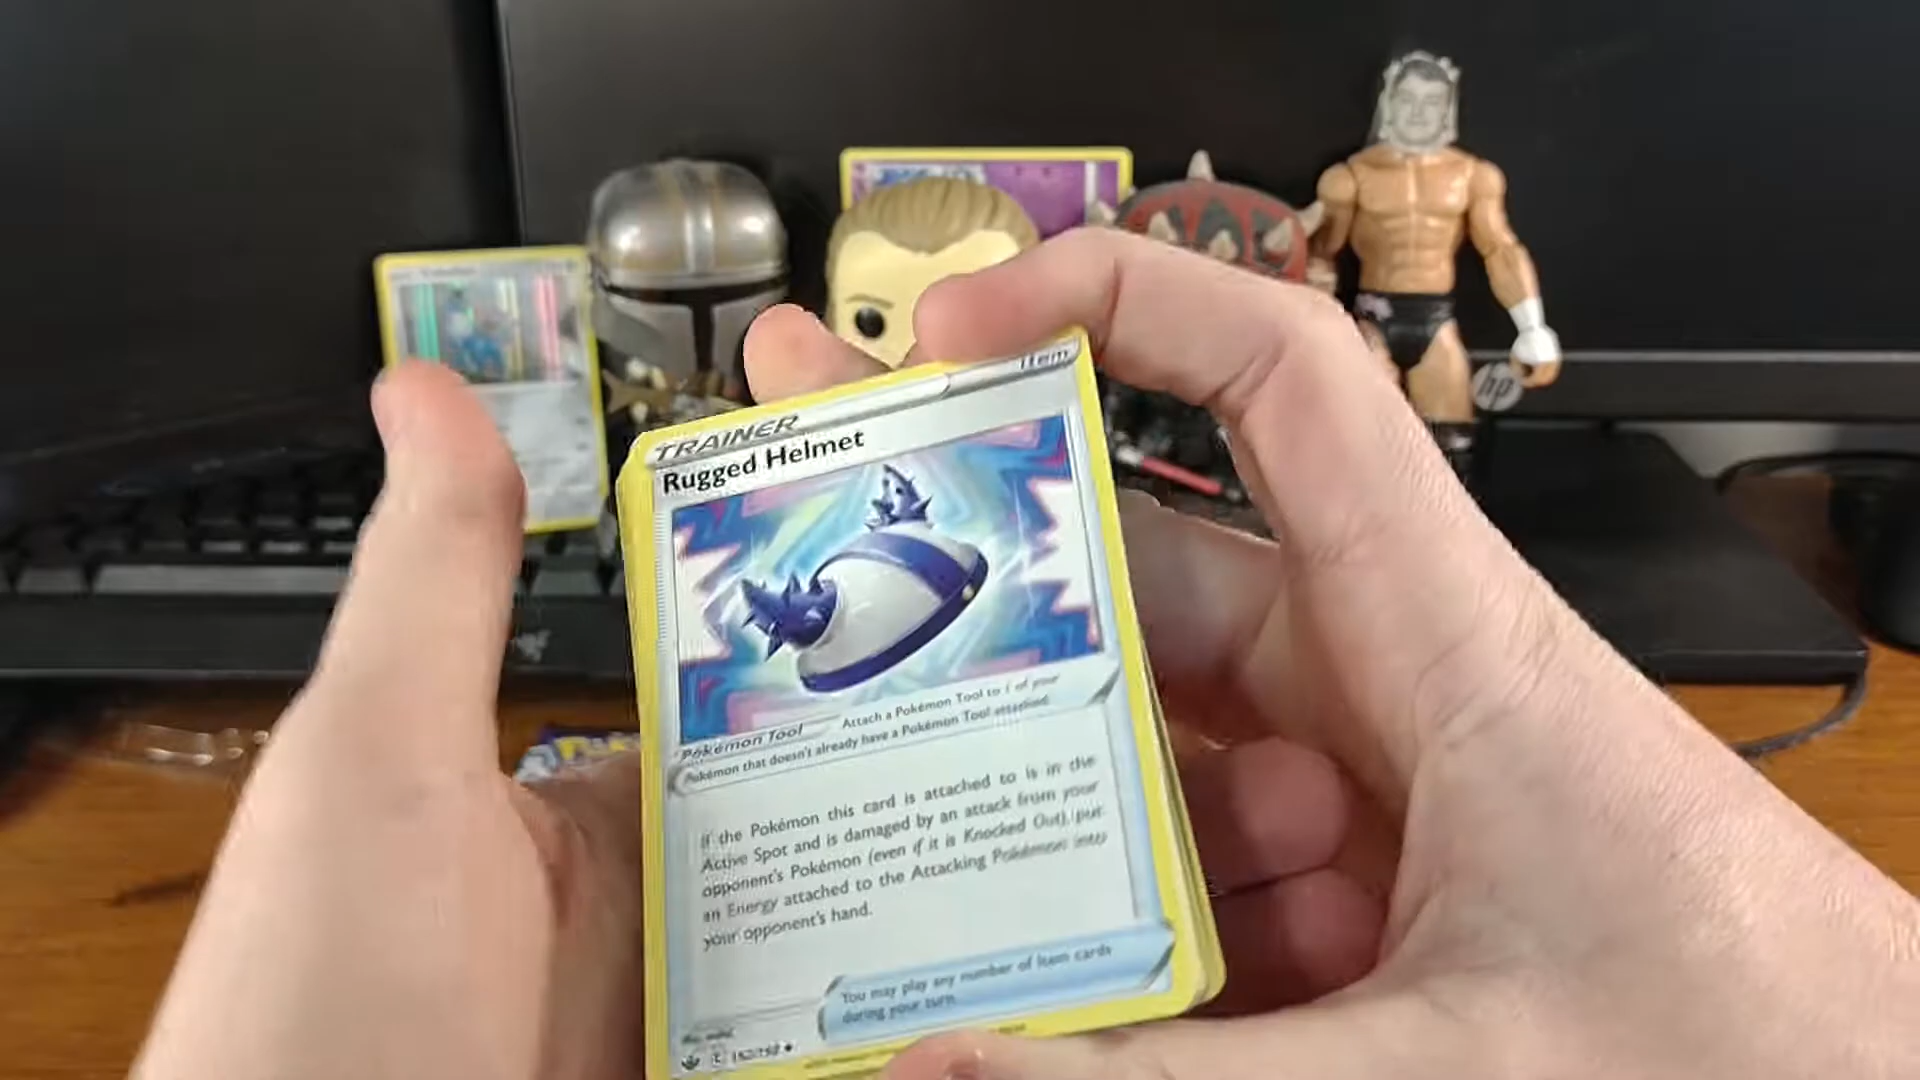 hp
Item
TRAINER
Rugged Helmet
Pokémon Tool
Attach a Pokémon Tool to 1 of your
Pokémon that doesn't already have a Pokémon Tool attached.
If the Pokémon this card is attached to is in the
Active Spot and is damaged by an attack from your
opponent's Pokémon (even if it is Knocked Out), put
an Energy attached to the Attacking Pokémon into
your opponent's hand.
You may play any number of Item cards
during your turn.